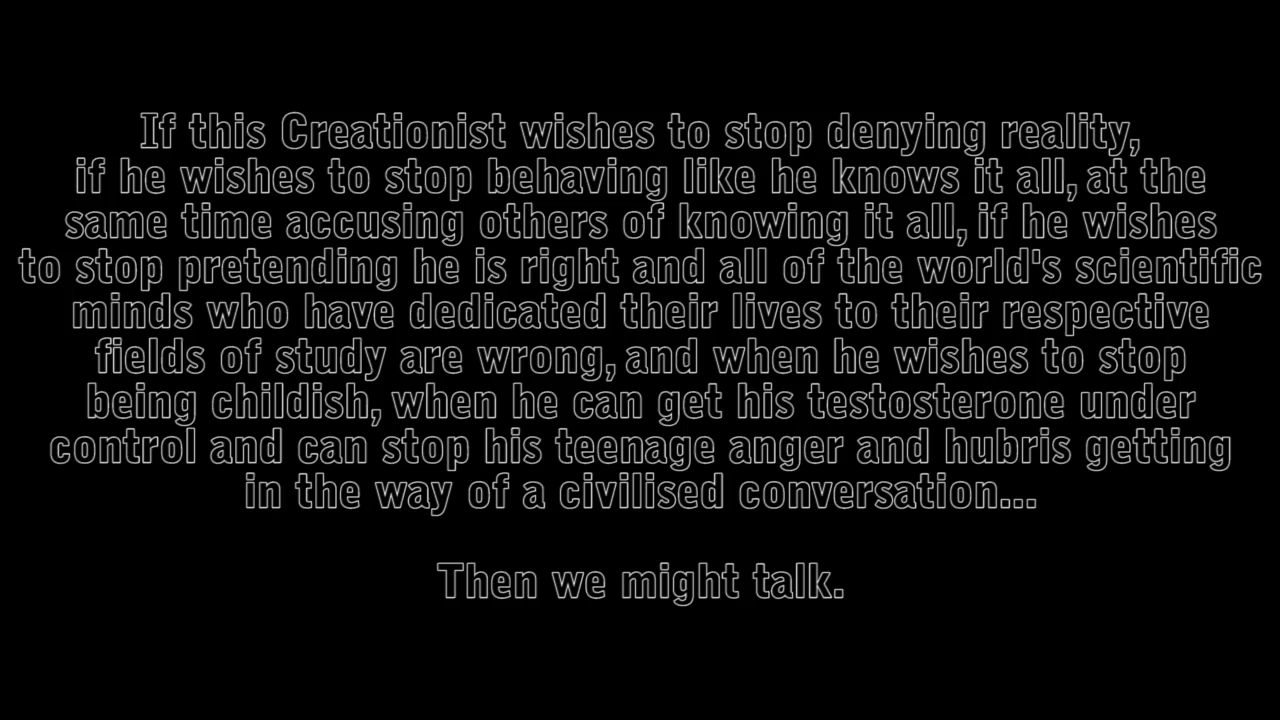 If this Creationist wishes to stop denying reality,
if he wishes to stop behaving like he knows it all, at the
same time accusing others of knowing it all, if he wishes
to stop pretending he is right and all of the world's scientific
minds who have dedicated their lives to their respective
fields of study are wrong, and when he wishes to stop
being childish, when he can get his testosterone under
control and can stop his teenage anger and hubris getting
in the way of a civilised conversation...
Then we might talk.